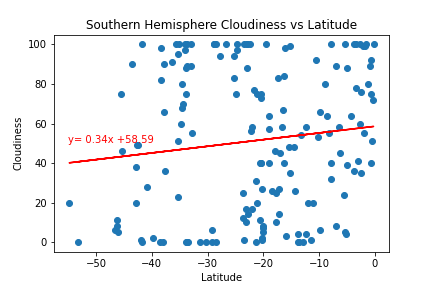 Southern Hemisphere Cloudiness vs Latitude
100
80
60
40
20
0
Cloudiness
y= 0.34x +58.59
−50 −40 −30 −20 −10 0
Latitude